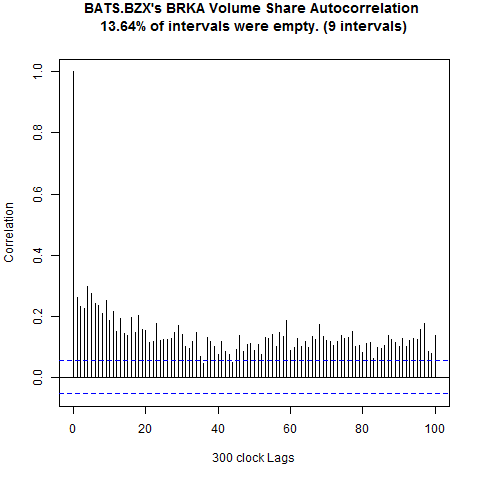 BATS.BZX's BRKA Volume Share Autocorrelation
13.64% of intervals were empty. (9 intervals)
1.0
0.8
0.6
0.4
0.2
0.0
Correlation
0 20 40 60 80 100
300 clock Lags